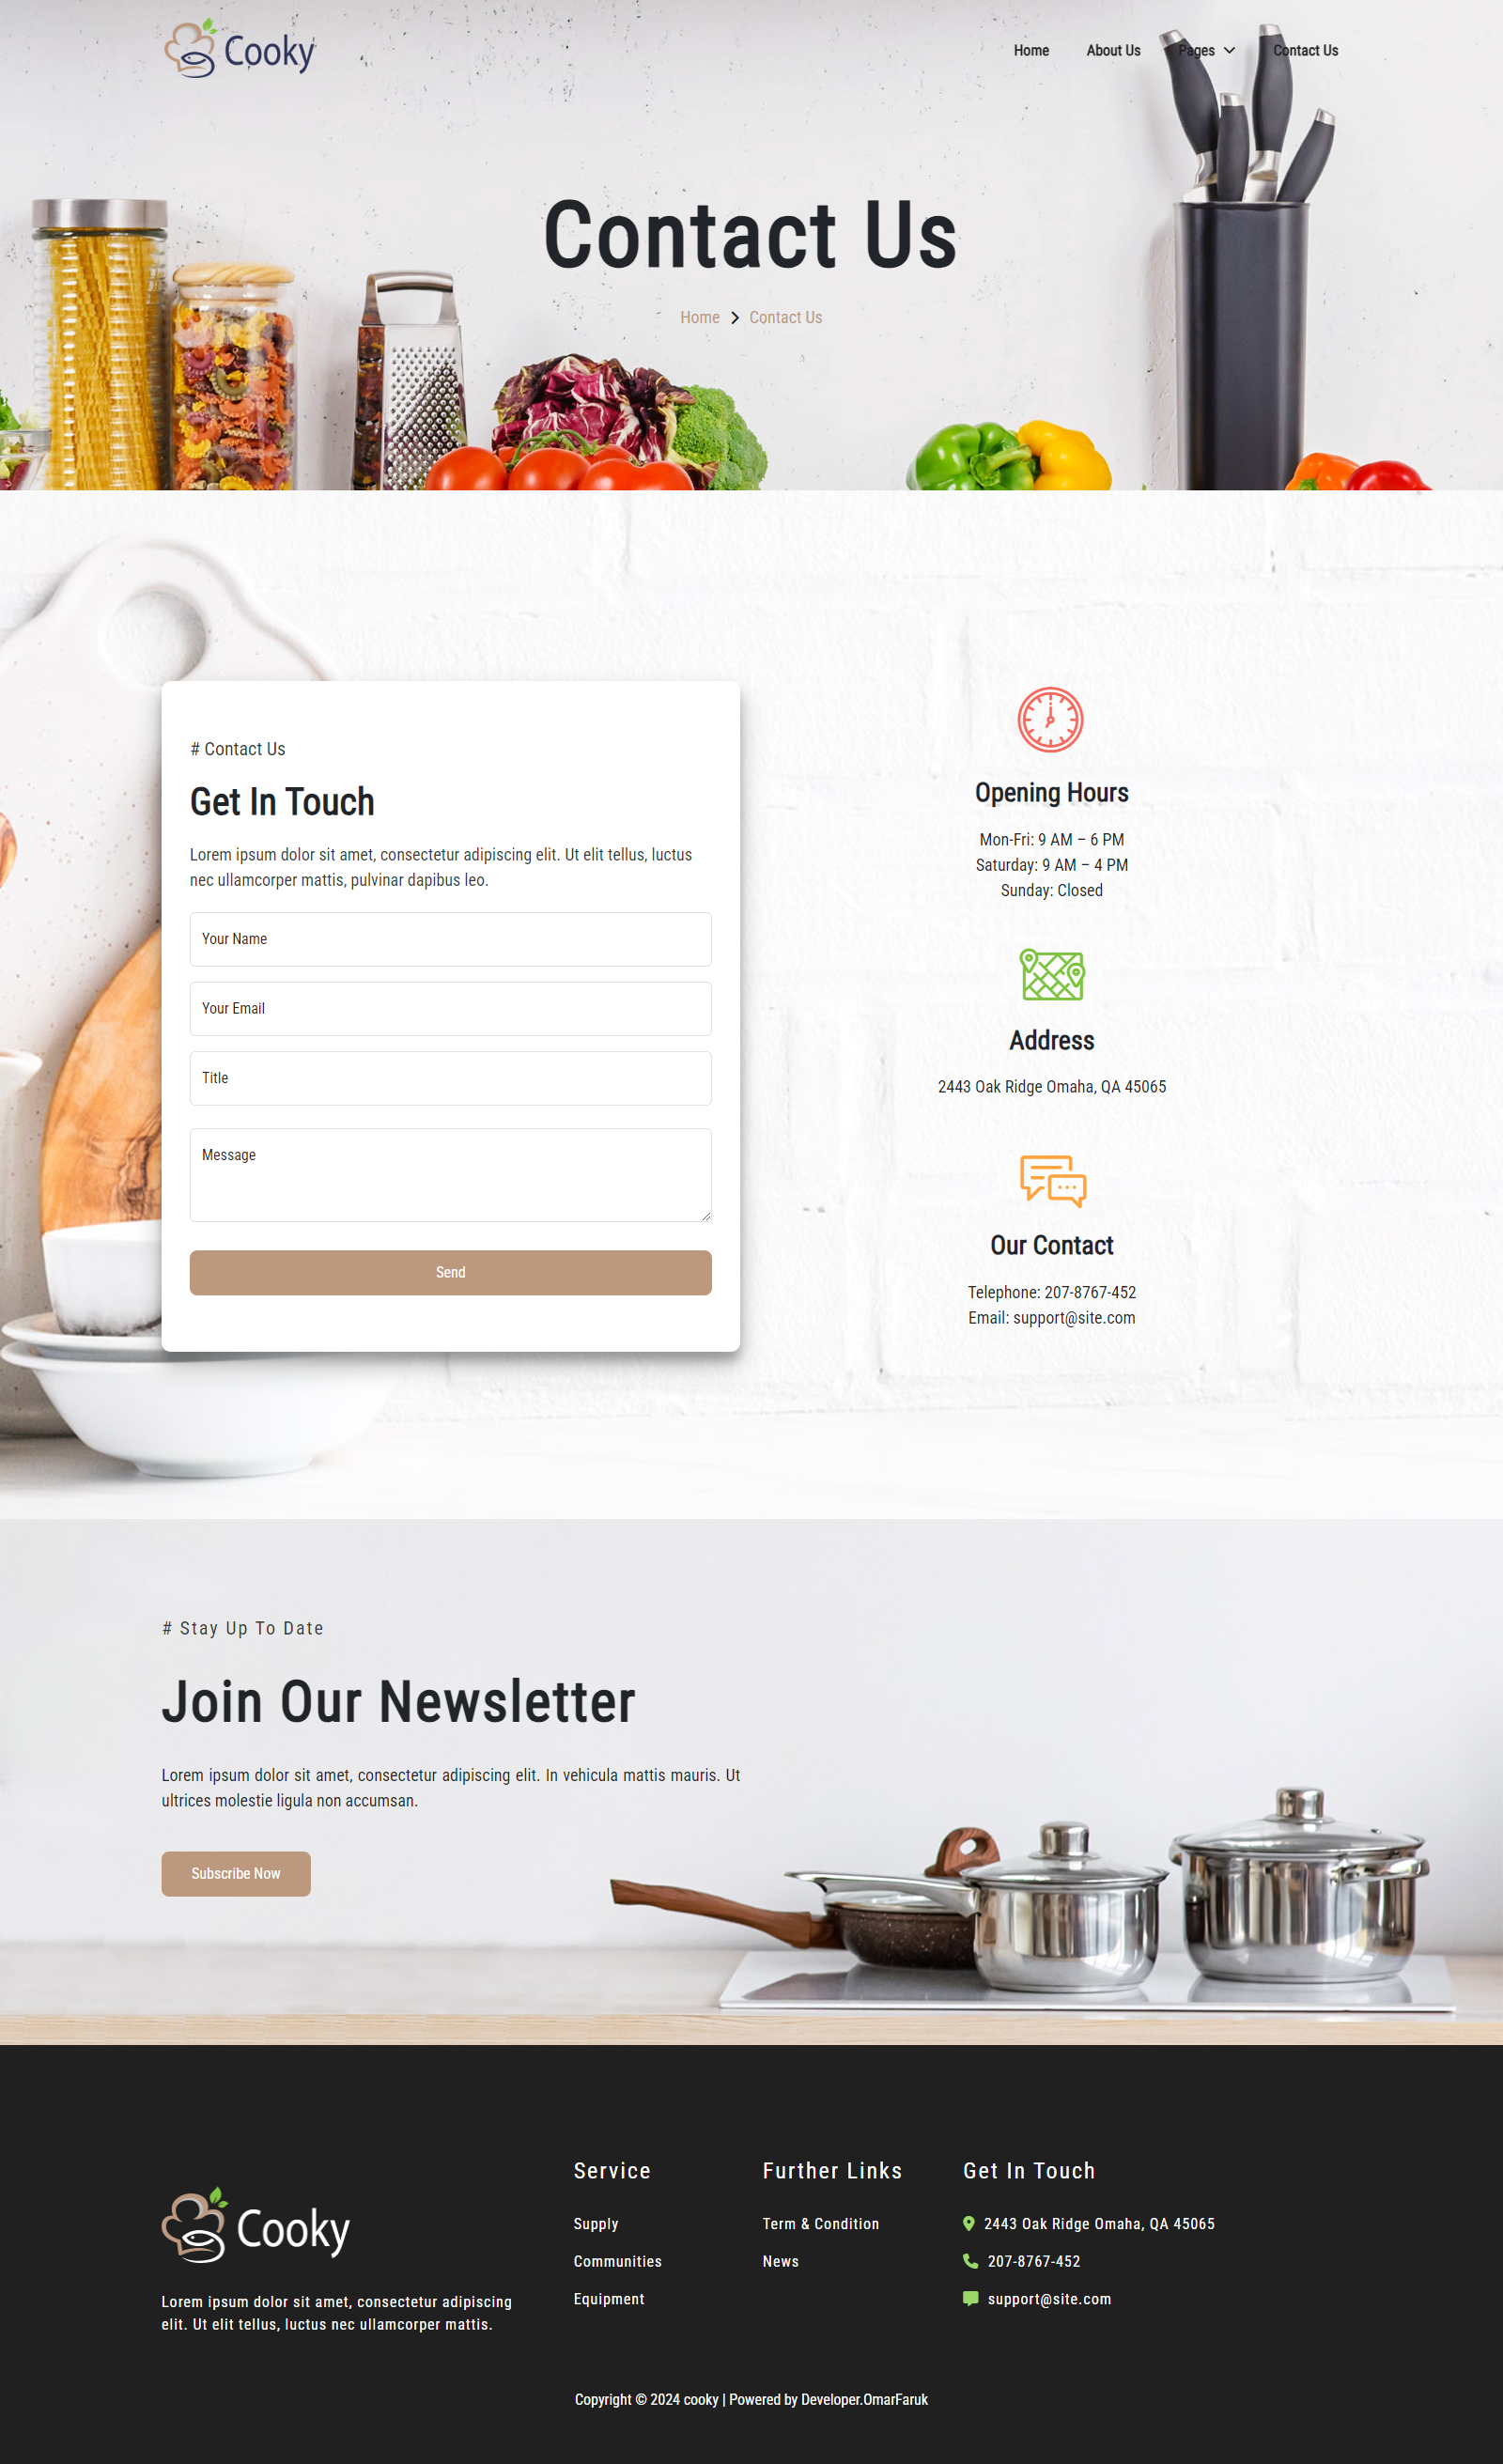 Cooky
Home About Us Pages Contact Us
Contact Us
Home Contact Us
# Contact Us
Get In Touch
Lorem ipsum dolor sit amet, consectetur adipiscing elit. Ut elit tellus, luctus
nec ullamcorper mattis, pulvinar dapibus leo.
Your Name
Your Email
Title
Message
Send
Opening Hours
Mon-Fri: 9 AM – 6 PM
Saturday: 9 AM – 4 PM
Sunday: Closed
Address
2443 Oak Ridge Omaha, QA 45065
Our Contact
Telephone: 207-8767-452
Email: support@site.com
# Stay Up To Date
Join Our Newsletter
Lorem ipsum dolor sit amet, consectetur adipiscing elit. In vehicula mattis mauris. Ut
ultrices molestie ligula non accumsan.
Subscribe Now
Cooky
Lorem ipsum dolor sit amet, consectetur adipiscing
elit. Ut elit tellus, luctus nec ullamcorper mattis.
Service
Supply
Communities
Equipment
Further Links
Term & Condition
News
Get In Touch
2443 Oak Ridge Omaha, QA 45065
207-8767-452
support@site.com
Copyright © 2024 cooky | Powered by Developer.OmarFaruk